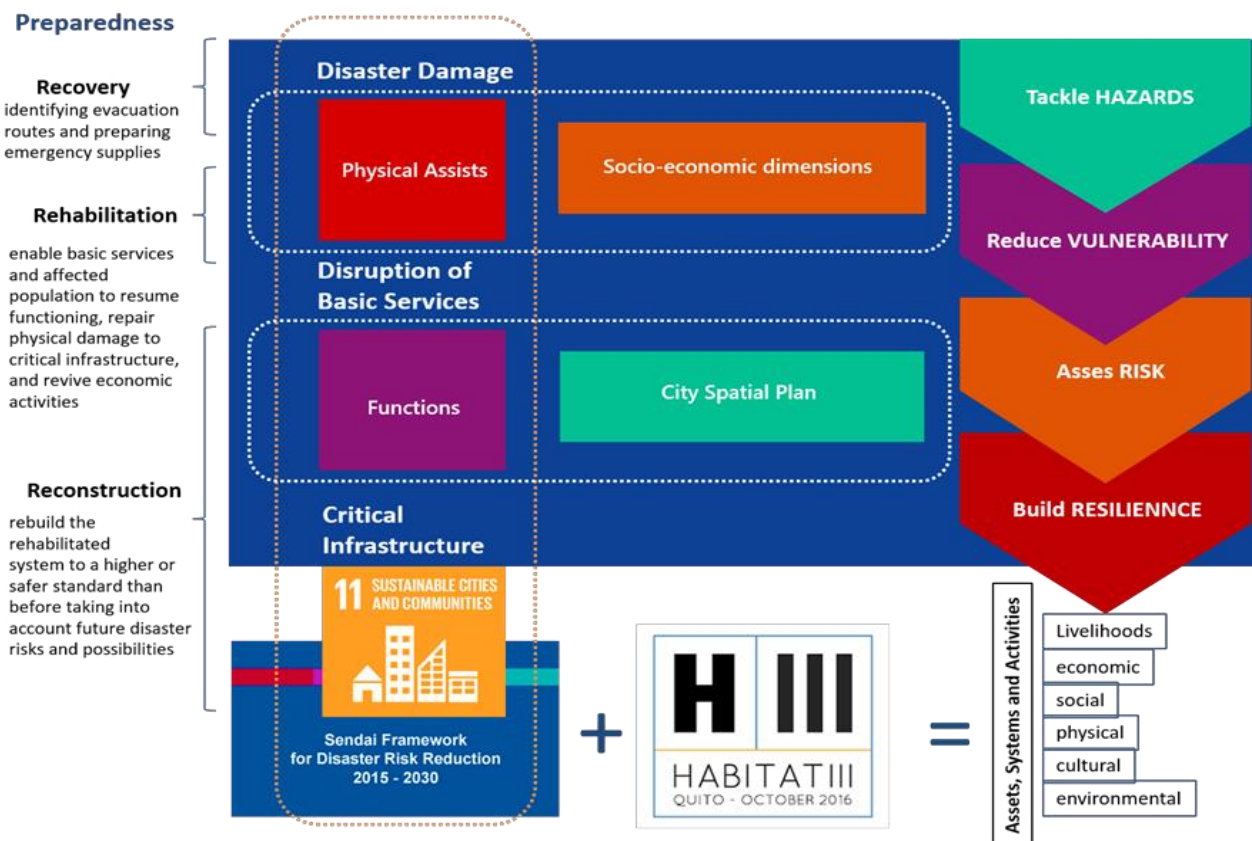 Preparedness
Recovery
identifying evacuation
routes and preparing
emergency supplies
Rehabilitation
enable basic services
and affected
population to resume
functioning, repair
physical damage to
critical infrastructure,
and revive economic
activities
Reconstruction
rebuild the
rehabilitated
system to a higher or
safer standard than
before taking into
account future disaster
risks and possibilities
Disaster Damage
Physical Assists
Socio-economic dimensions
Disruption of
Basic Services
Functions
City Spatial Plan
Critical
Infrastructure
11 SUSTAINABLE CITIES
AND COMMUNITIES
Sendai Framework
for Disaster Risk Reduction
2015 - 2030
+
H III
HABITAT III
QUITO - OCTOBER 2016
=
Tackle HAZARDS
Reduce VULNERABILITY
Asses RISK
Build RESILIENNCE
Assets, Systems and Activities
Livelihoods
economic
social
physical
cultural
environmental